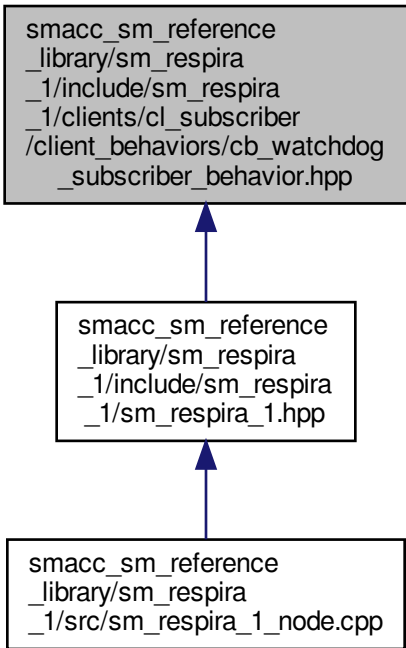 smacc_sm_reference
_library/sm_respira
_1/include/sm_respira
_1/clients/cl_subscriber
/client_behaviors/cb_watchdog
_subscriber_behavior.hpp
smacc_sm_reference
_library/sm_respira
_1/include/sm_respira
_1/sm_respira_1.hpp
smacc_sm_reference
_library/sm_respira
_1/src/sm_respira_1_node.cpp